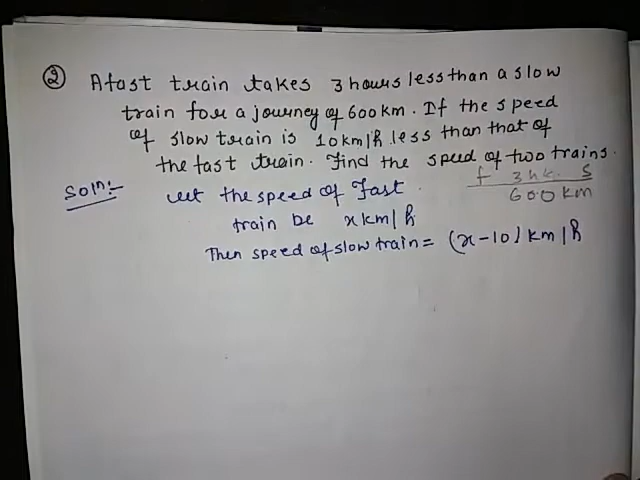 ② A fast train takes 3 hours less than a slow
train for a journey of 600 km. If the speed
of slow train is 10 km/h less than that of
the fast train. Find the speed of two trains.
f 3hr. S
600 km
Soln:- Let the speed of Fast
train be x km/h
Then speed of slow train = (x-10) km/h